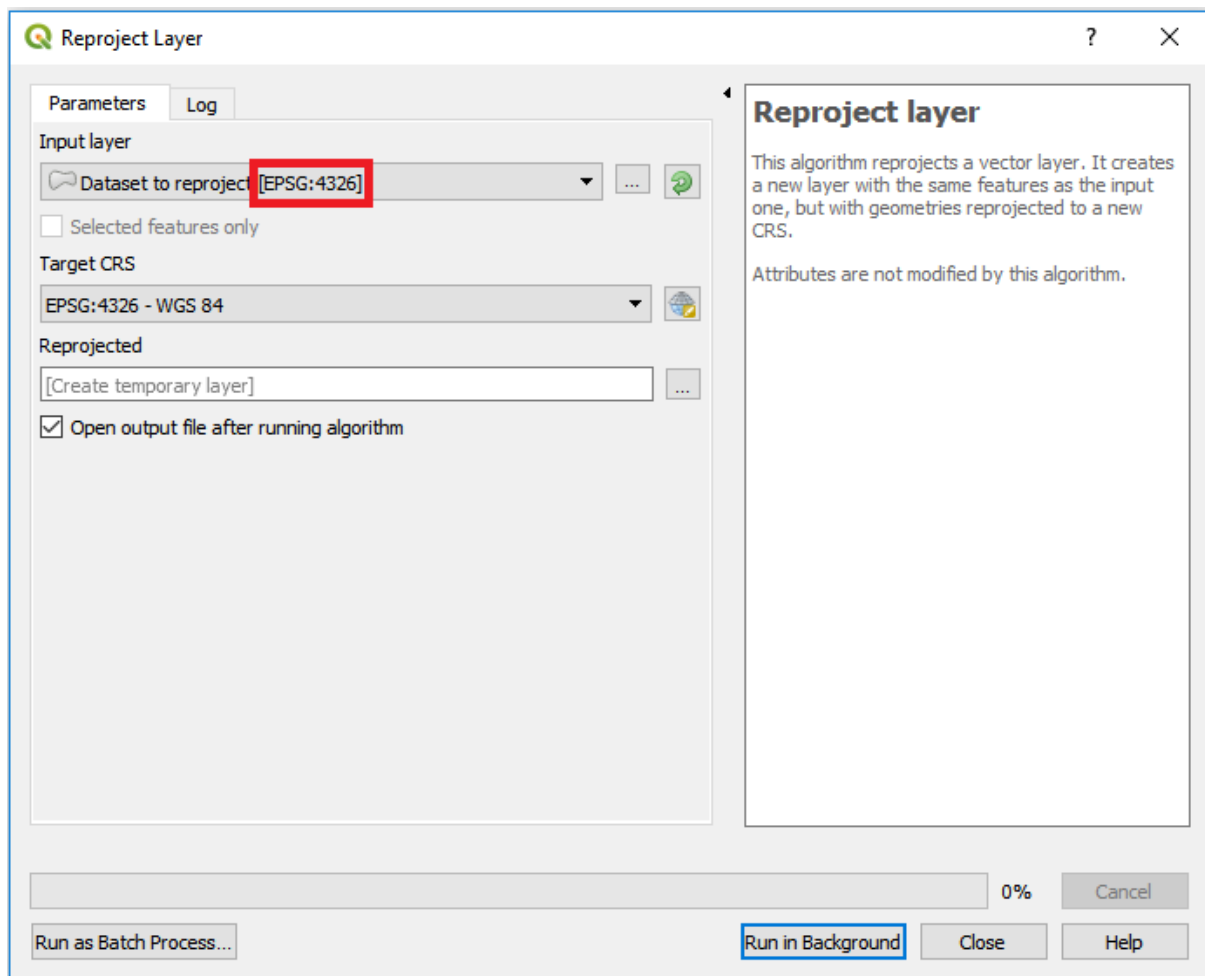 Reproject Layer
?
Parameters
Log
Input layer
Dataset to reproject [EPSG:4326]
...
Selected features only
Target CRS
EPSG:4326 - WGS 84
Reprojected
[Create temporary layer]
...
Open output file after running algorithm
Reproject layer
This algorithm reprojects a vector layer. It creates
a new layer with the same features as the input
one, but with geometries reprojected to a new
CRS.
Attributes are not modified by this algorithm.
0%
Cancel
Run as Batch Process...
Run in Background
Close
Help